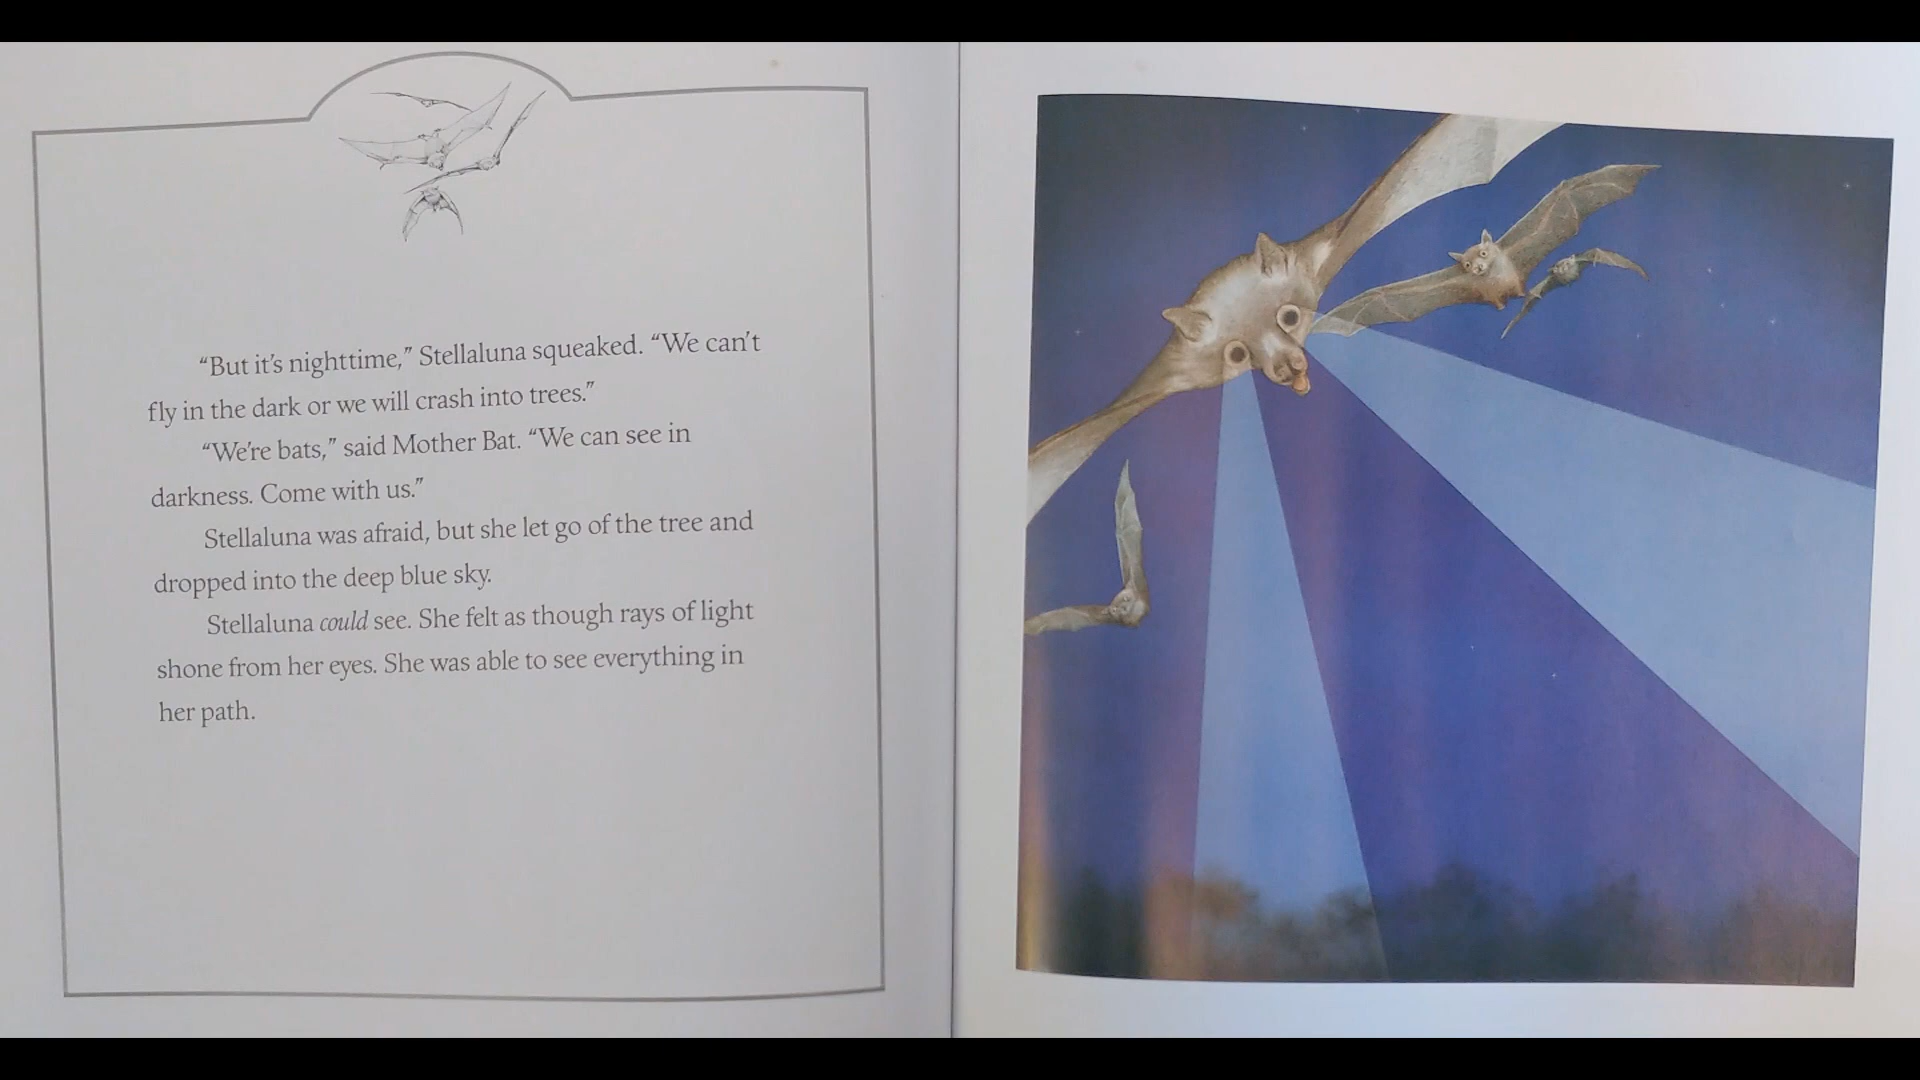 “But it’s nighttime,” Stellaluna squeaked. “We can’t
fly in the dark or we will crash into trees.”
“We’re bats,” said Mother Bat. “We can see in
darkness. Come with us.”
Stellaluna was afraid, but she let go of the tree and
dropped into the deep blue sky.
Stellaluna could see. She felt as though rays of light
shone from her eyes. She was able to see everything in
her path.